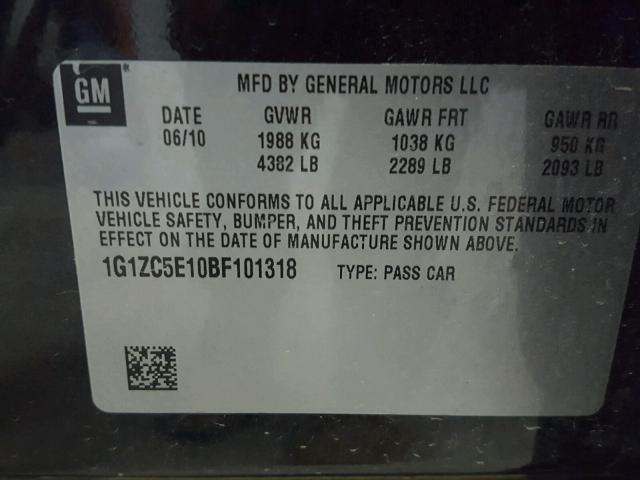 GM ®
MFD BY GENERAL MOTORS LLC
DATE GVWR GAWR FRT GAWR RR
06/10 1988 KG 1038 KG 950 KG
4382 LB 2289 LB 2093 LB
THIS VEHICLE CONFORMS TO ALL APPLICABLE U.S. FEDERAL MOTOR
VEHICLE SAFETY, BUMPER, AND THEFT PREVENTION STANDARDS IN
EFFECT ON THE DATE OF MANUFACTURE SHOWN ABOVE.
1G1ZC5E10BF101318 TYPE: PASS CAR